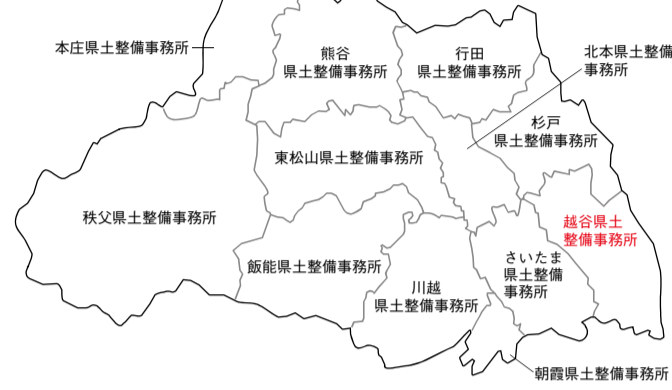 本庄県土整備事務所
熊谷
県土整備事務所
行田
県土整備事務所
北本県土整備
事務所
杉戸
県土整備事務所
東松山県土整備事務所
秩父県土整備事務所
越谷県土
整備事務所
飯能県土整備事務所
さいたま
県土整備
事務所
川越
県土整備事務所
朝霞県土整備事務所